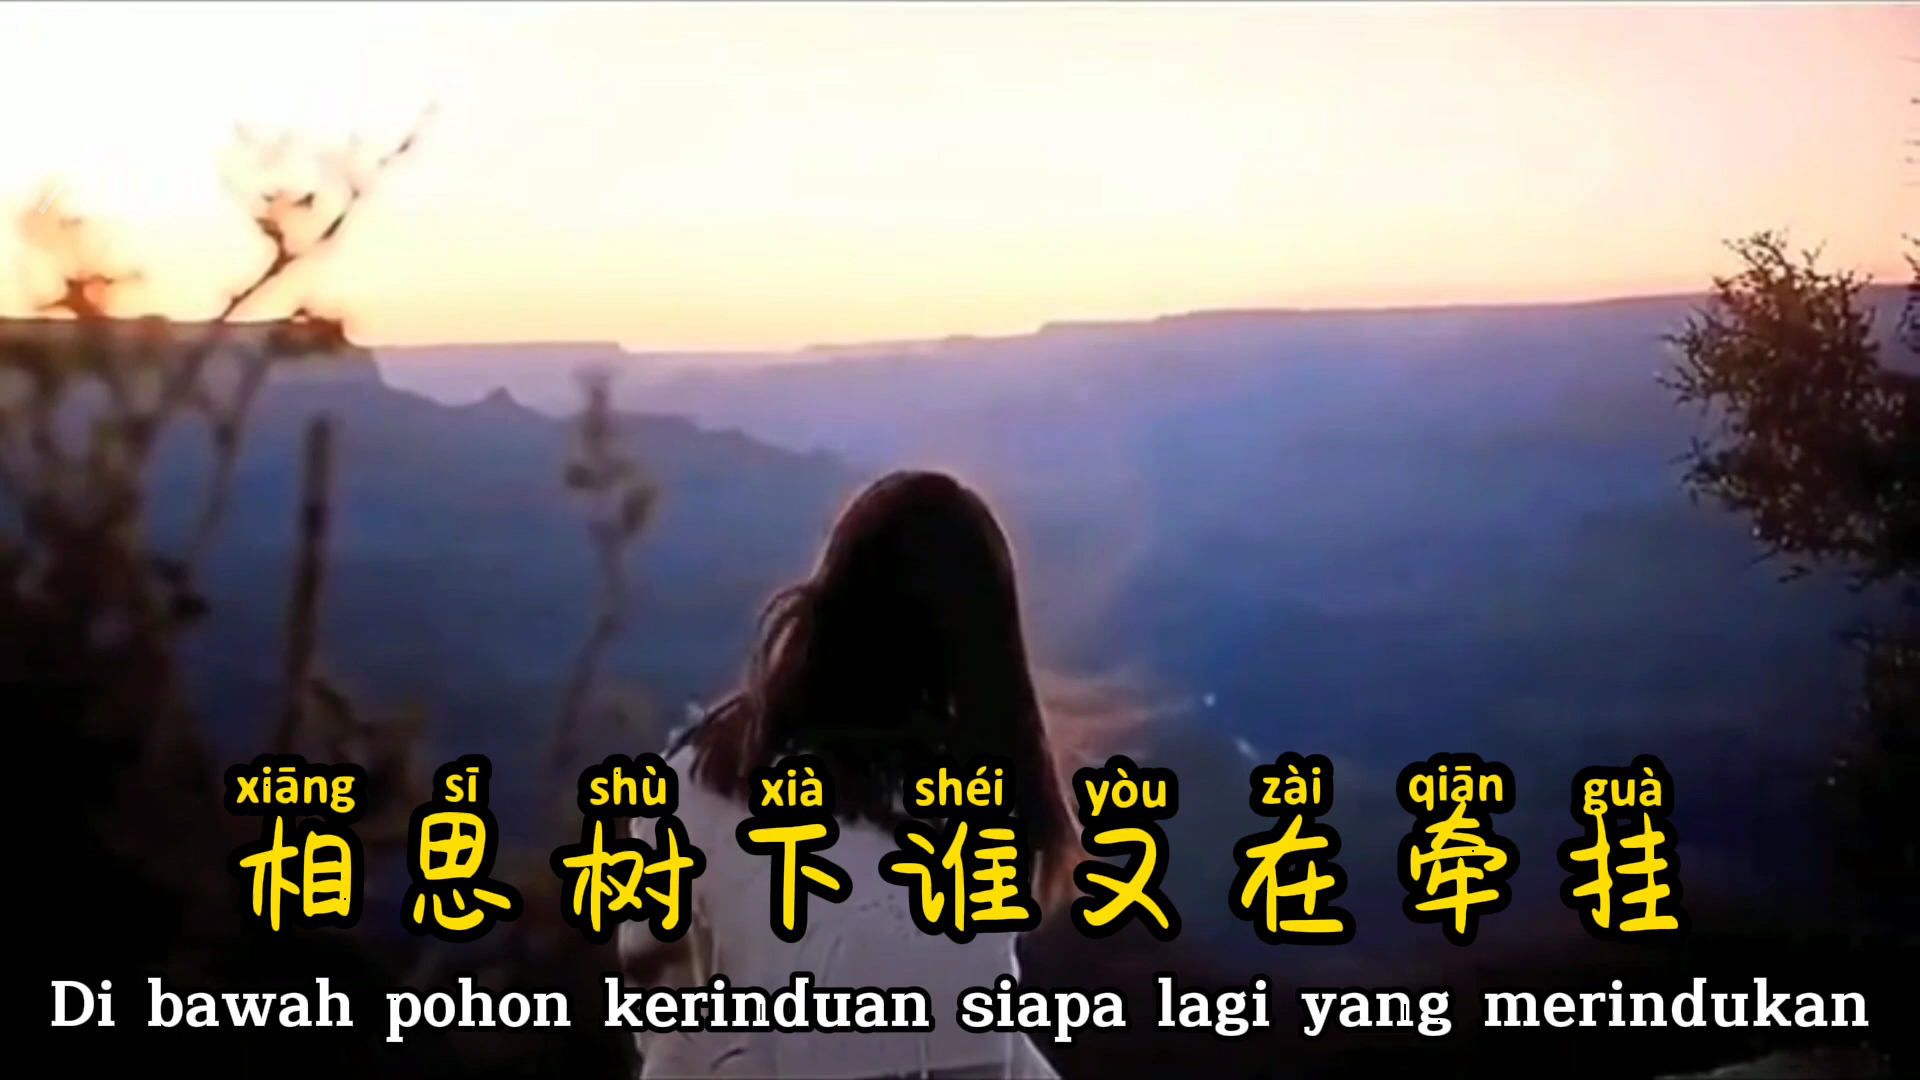 xiāng sī shù xià shéi yòu zài qiān guà
相思树下谁又在牵挂
Di bawah pohon kerinduan siapa lagi yang merindukan